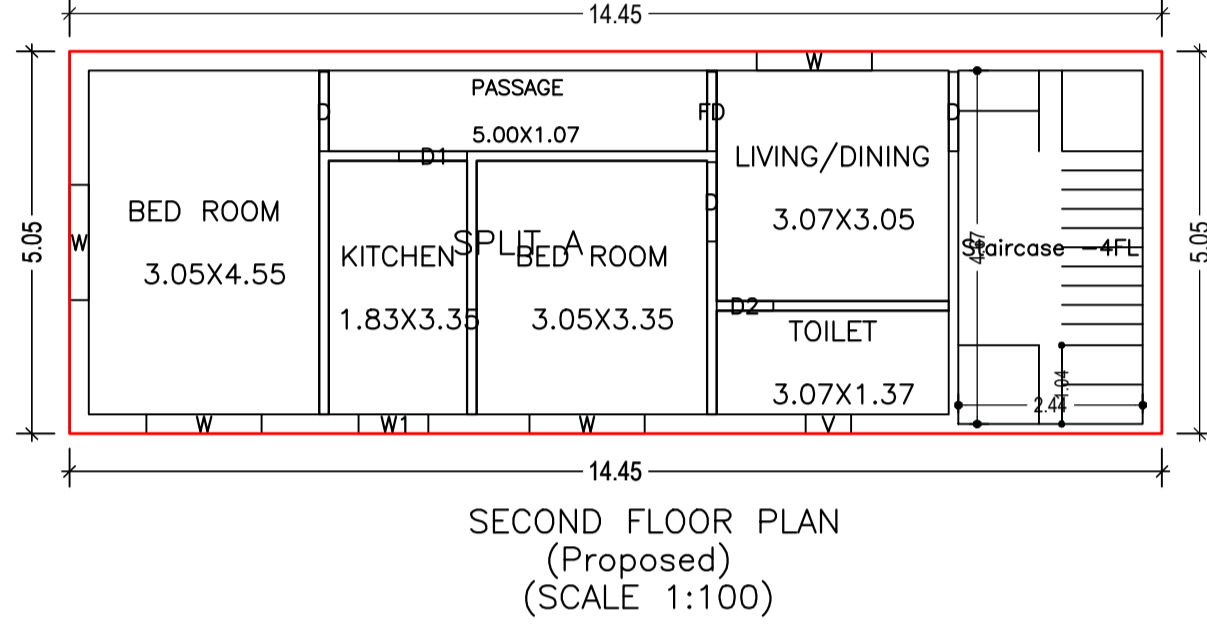 14.45
W
PASSAGE
D
FD
D
5.00X1.07
D1
LIVING/DINING
BED ROOM
D
3.07X3.05
5.05
W
SPLIT A
KITCHEN
BED ROOM
Staircase -4FL
5.05
3.05X4.55
D2
1.83X3.35
3.05X3.35
TOILET
1.04
3.07X1.37
2.44
W
W1
W
V
14.45
SECOND FLOOR PLAN
(Proposed)
(SCALE 1:100)